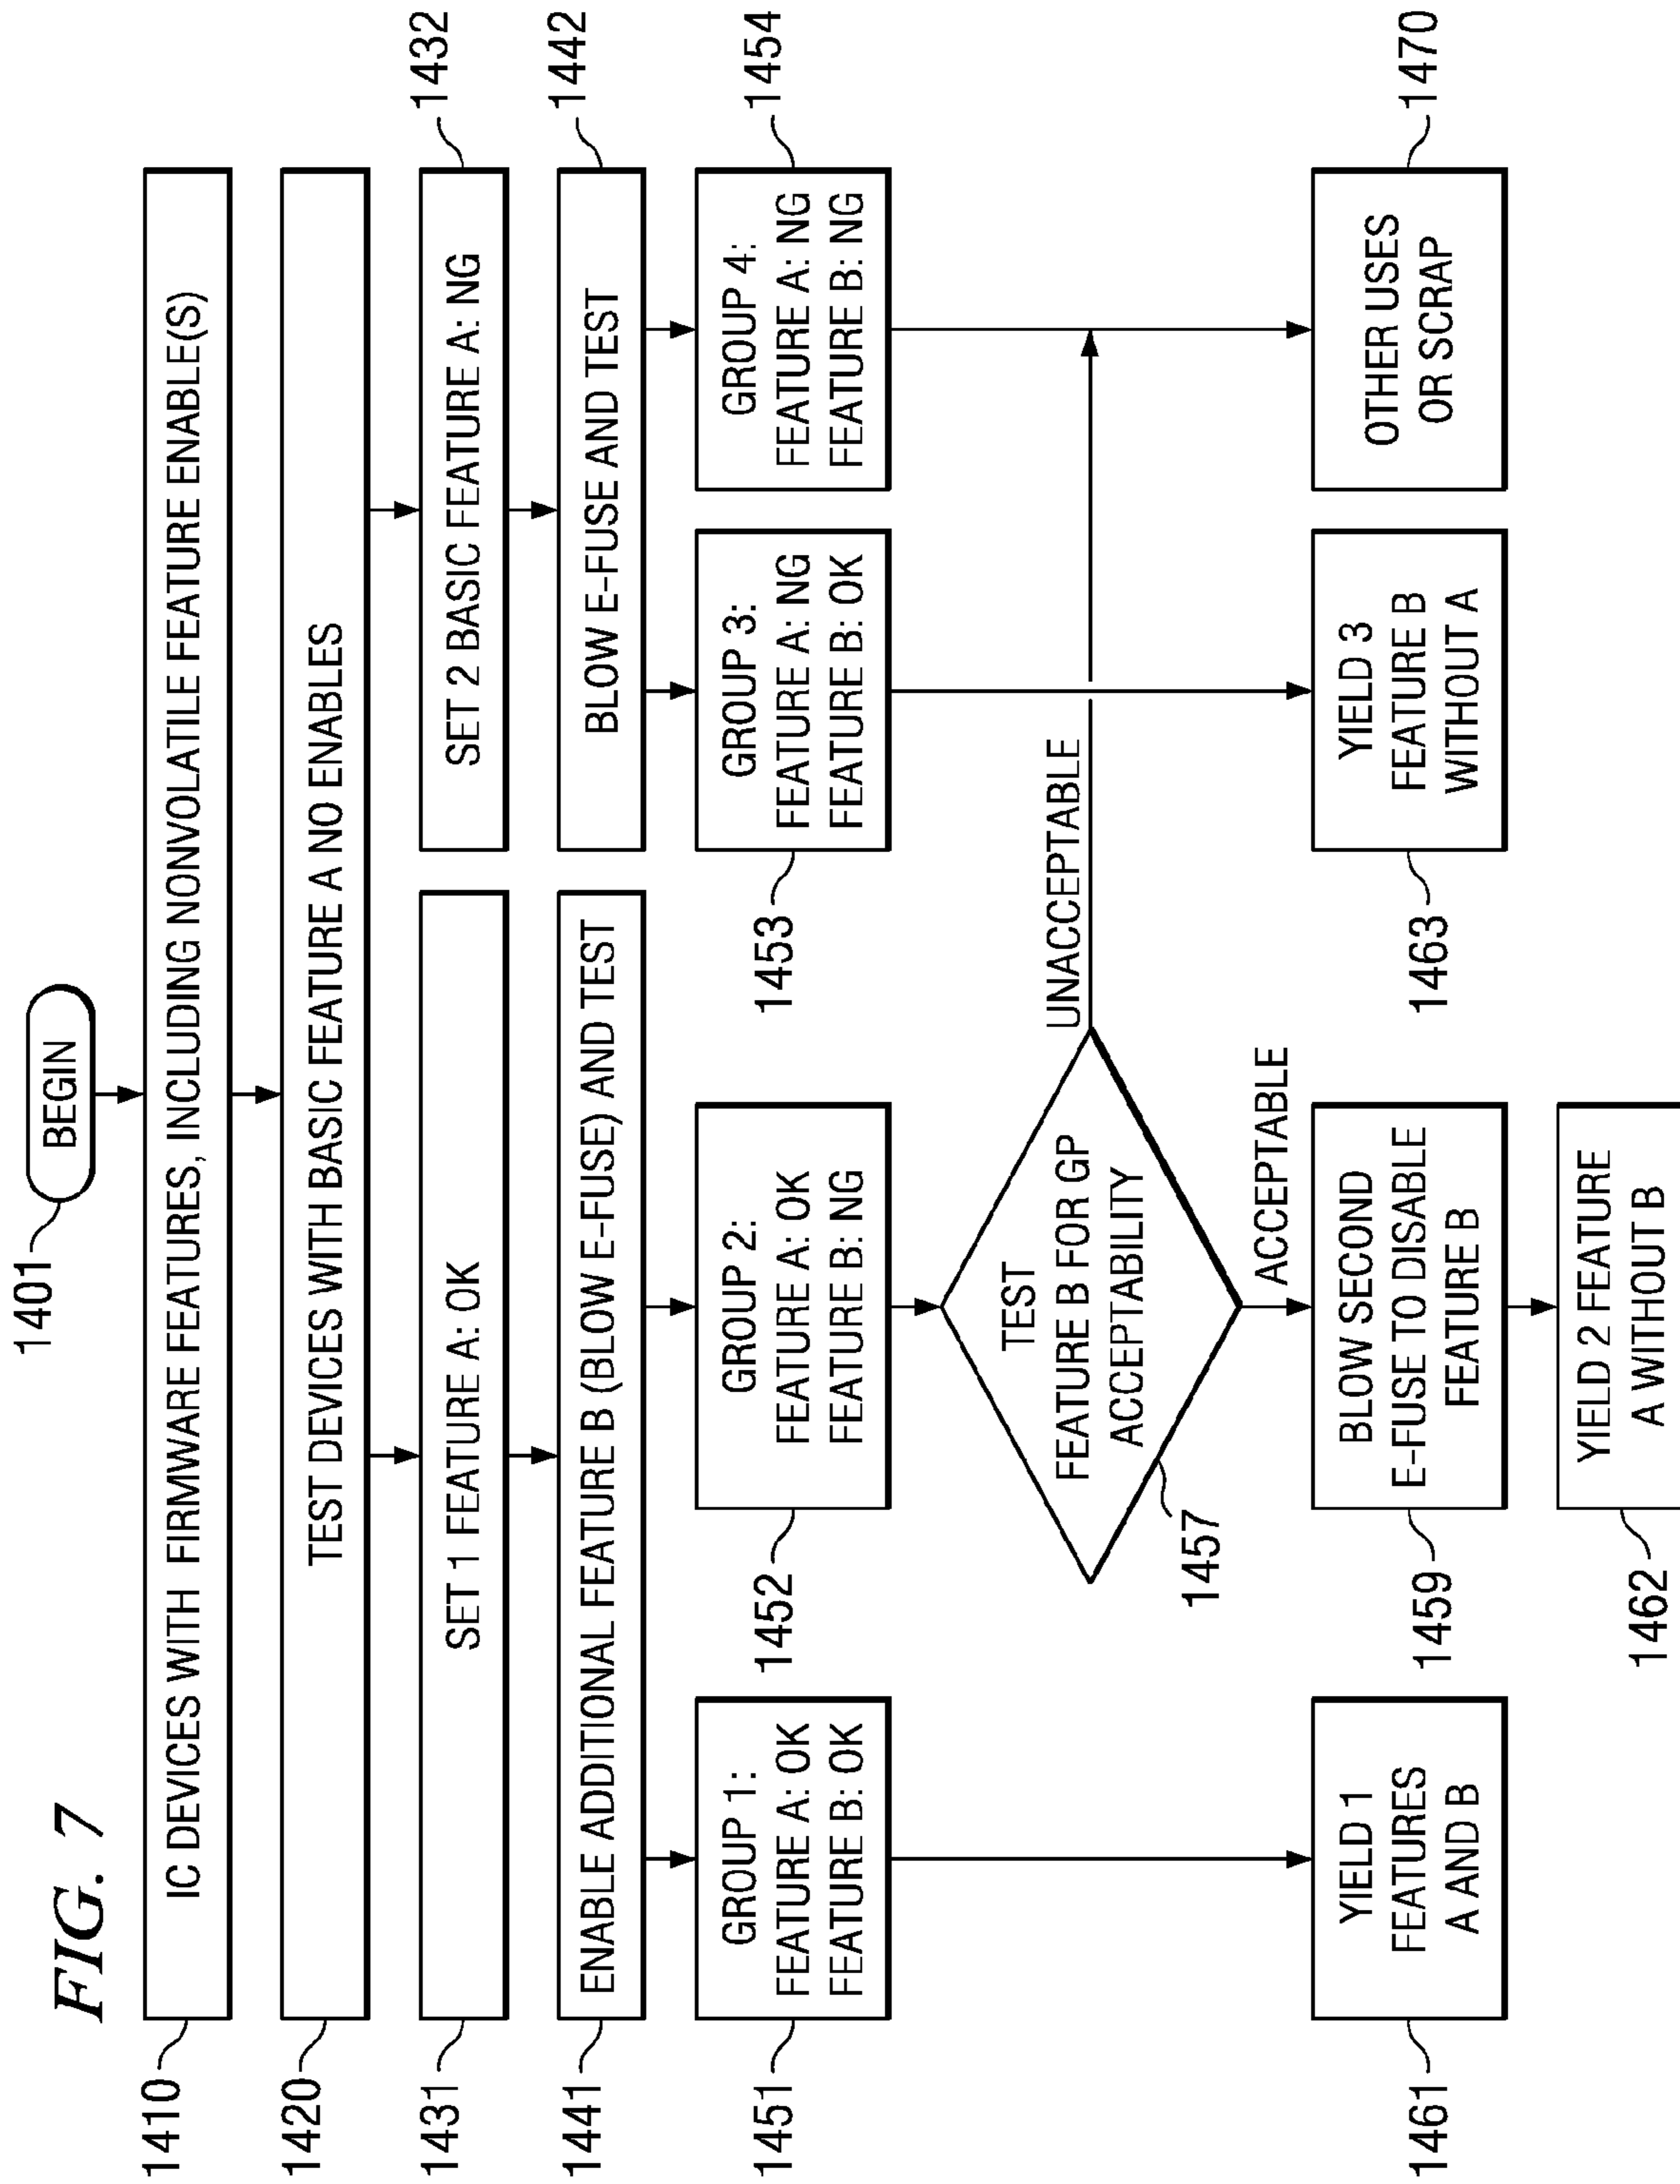 FIG. 7
1401
BEGIN
1410
IC DEVICES WITH FIRMWARE FEATURES, INCLUDING NONVOLATILE FEATURE ENABLE(S)
1420
TEST DEVICES WITH BASIC FEATURE A NO ENABLES
1431
SET 1 FEATURE A: OK
SET 2 BASIC FEATURE A: NG
1432
1441
ENABLE ADDITIONAL FEATURE B (BLOW E-FUSE) AND TEST
BLOW E-FUSE AND TEST
1442
1451
GROUP 1:
FEATURE A: OK
FEATURE B: OK
1452
GROUP 2:
FEATURE A: OK
FEATURE B: NG
1453
GROUP 3:
FEATURE A: NG
FEATURE B: OK
GROUP 4:
FEATURE A: NG
FEATURE B: NG
1454
TEST
FEATURE B FOR GP
ACCEPTABILITY
1457
UNACCEPTABLE
ACCEPTABLE
1461
YIELD 1
FEATURES
A AND B
1459
BLOW SECOND
E-FUSE TO DISABLE
FEATURE B
1463
YIELD 3
FEATURE B
WITHOUT A
OTHER USES
OR SCRAP
1470
1462
YIELD 2 FEATURE
A WITHOUT B